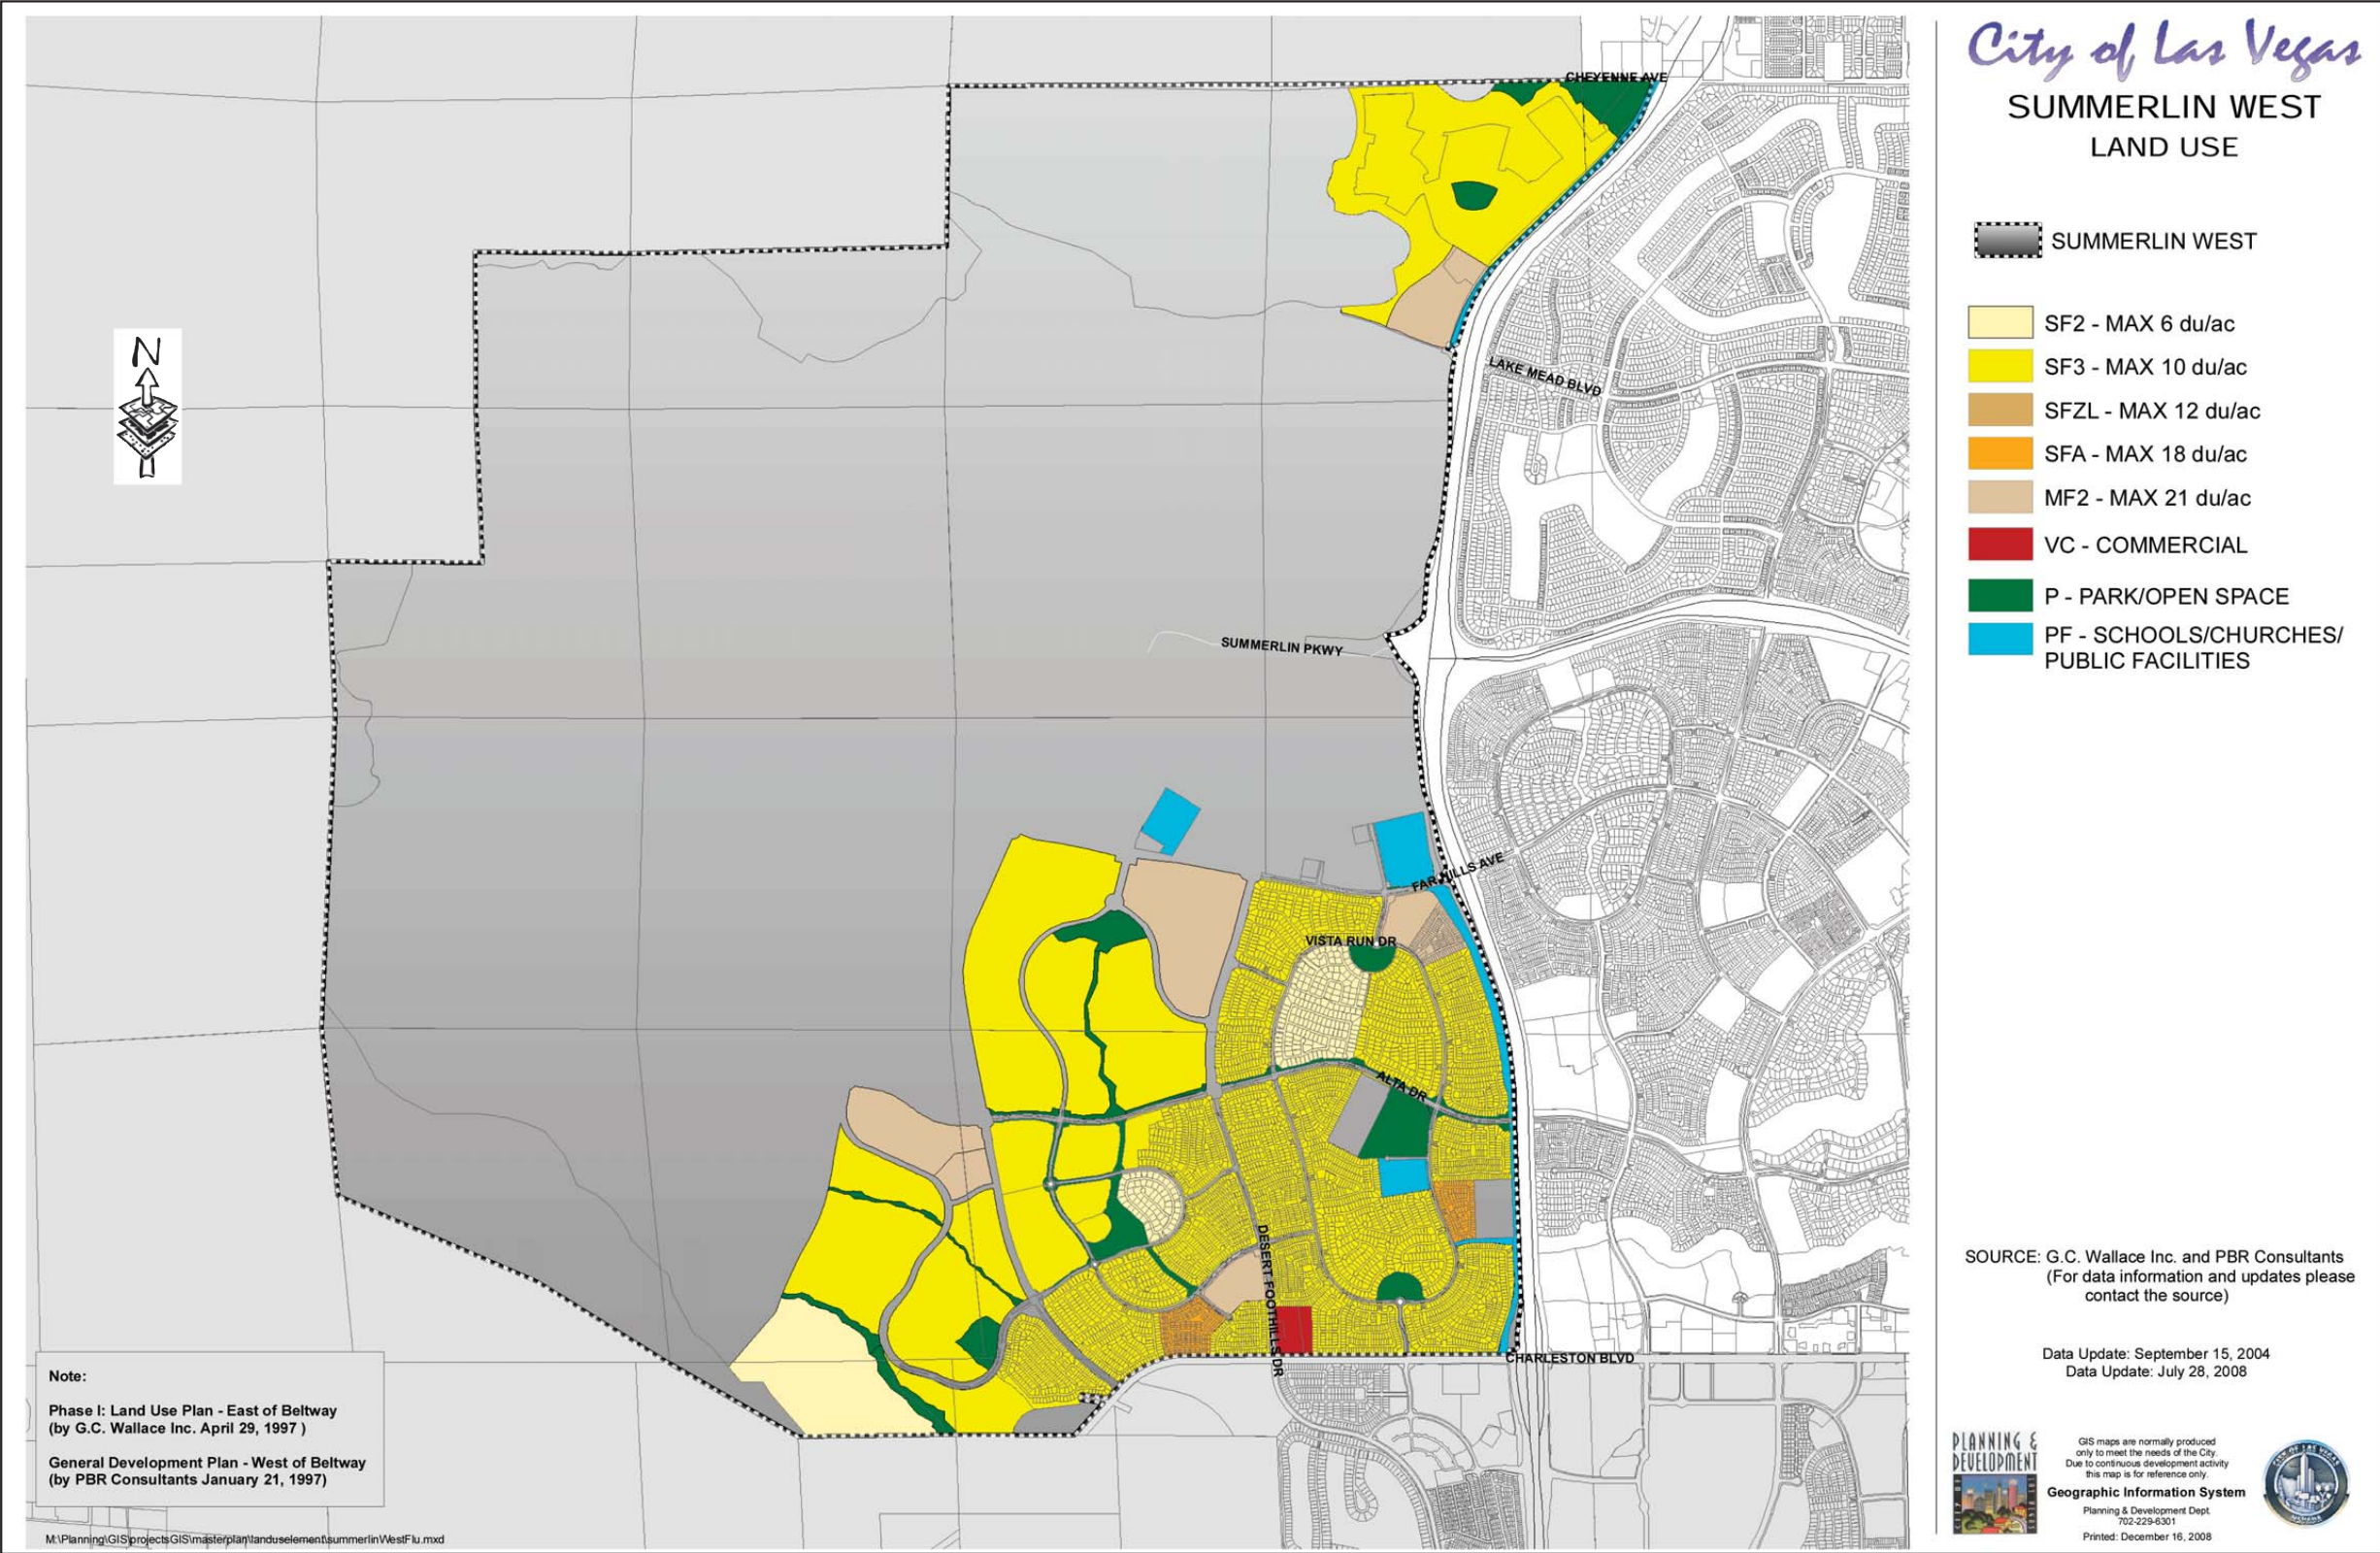 City of Las Vegas
SUMMERLIN WEST
LAND USE
SUMMERLIN WEST
SF2 - MAX 6 du/ac
SF3 - MAX 10 du/ac
SFZL - MAX 12 du/ac
SFA - MAX 18 du/ac
MF2 - MAX 21 du/ac
VC - COMMERCIAL
P - PARK/OPEN SPACE
PF - SCHOOLS/CHURCHES/
PUBLIC FACILITIES
N
CHEYENNE AVE
LAKE MEAD BLVD
SUMMERLIN PKWY
FAR HILLS AVE
VISTA RUN DR
ALTA DR
DESERT FOOTHILLS DR
CHARLESTON BLVD
Note:
Phase I: Land Use Plan - East of Beltway
(by G.C. Wallace Inc. April 29, 1997 )
General Development Plan - West of Beltway
(by PBR Consultants January 21, 1997)
M:\Planning\GIS\projectsGIS\masterplan\landuselement\summerlinWestFlu.mxd
SOURCE: G.C. Wallace Inc. and PBR Consultants
(For data information and updates please
contact the source)
Data Update: September 15, 2004
Data Update: July 28, 2008
PLANNING &
DEVELOPMENT
GIS maps are normally produced
only to meet the needs of the City.
Due to continuous development activity
this map is for reference only.
Geographic Information System
Planning & Development Dept.
702-229-6301
Printed: December 16, 2008